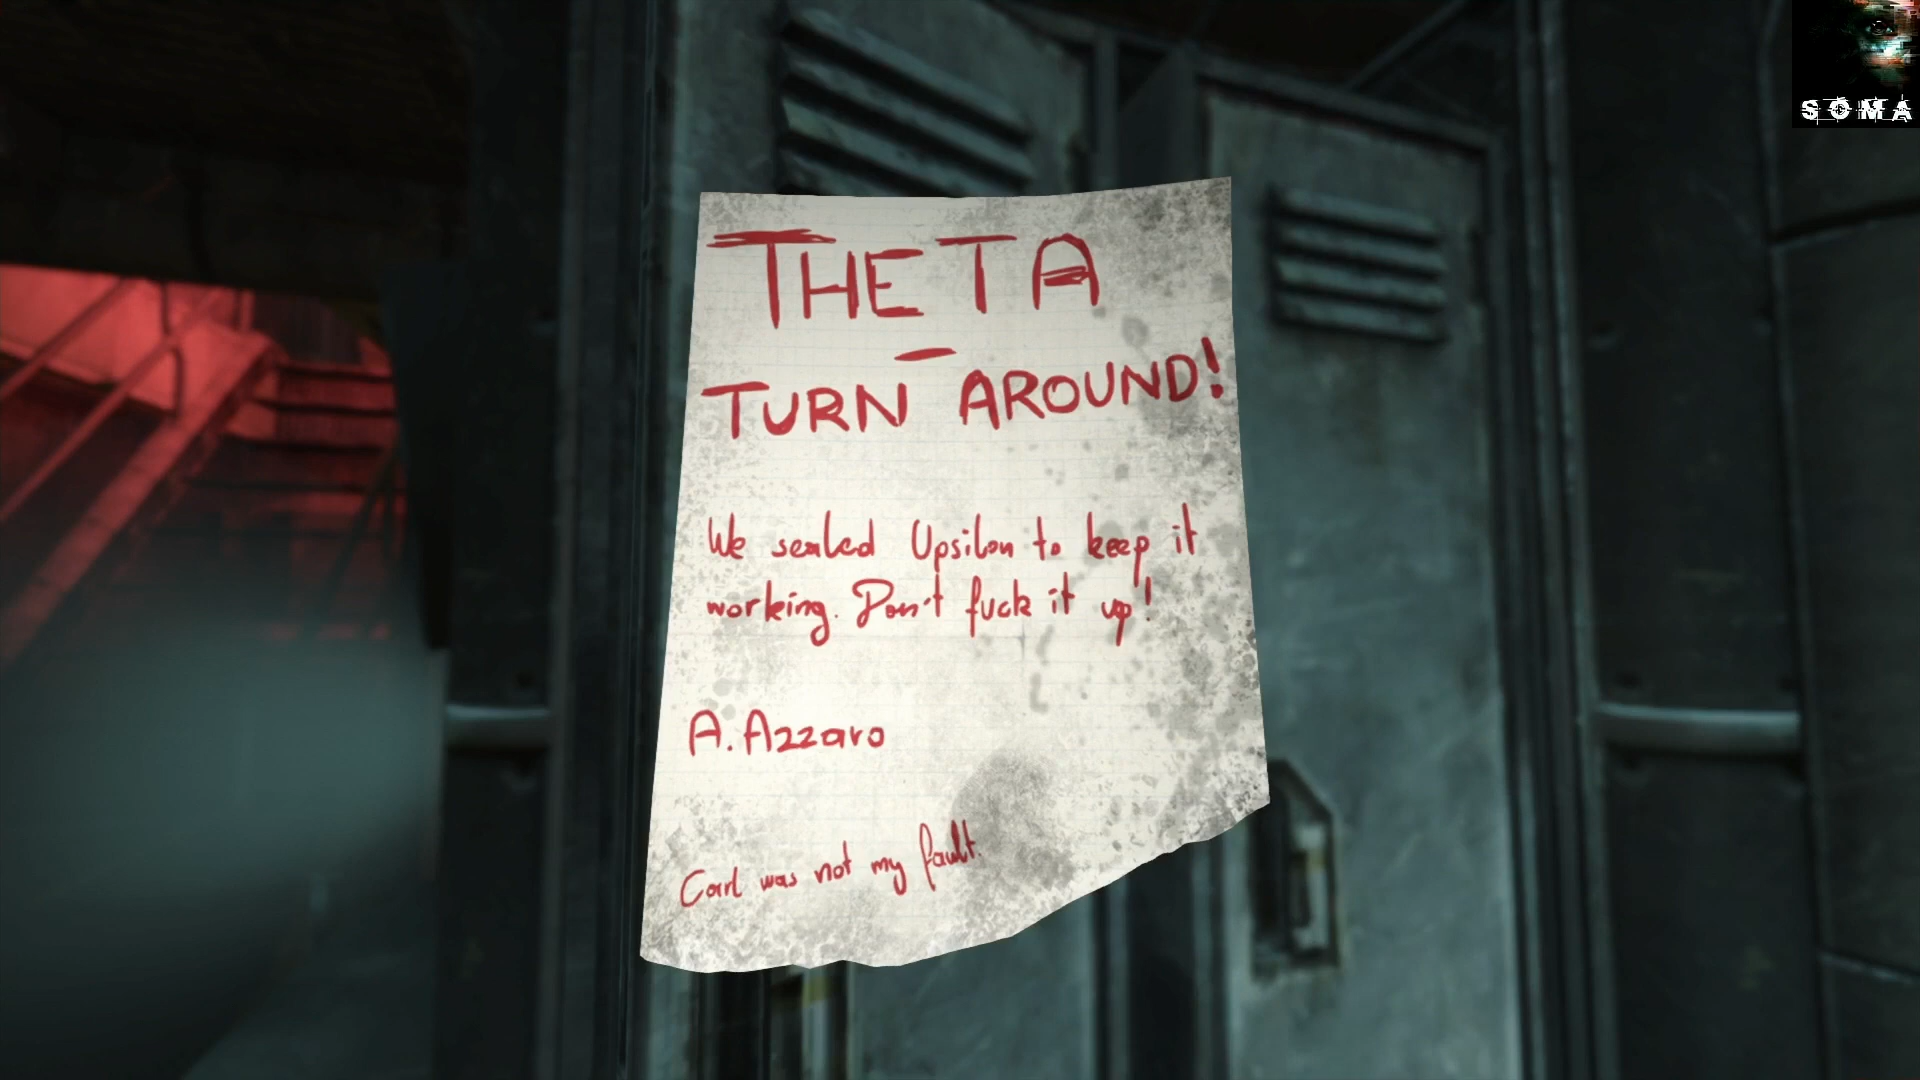 THETA
-
TURN AROUND!
We sealed Upsilon to keep it
working. Don't fuck it up!
A. Azzaro
Carl was not my fault.
SOMA